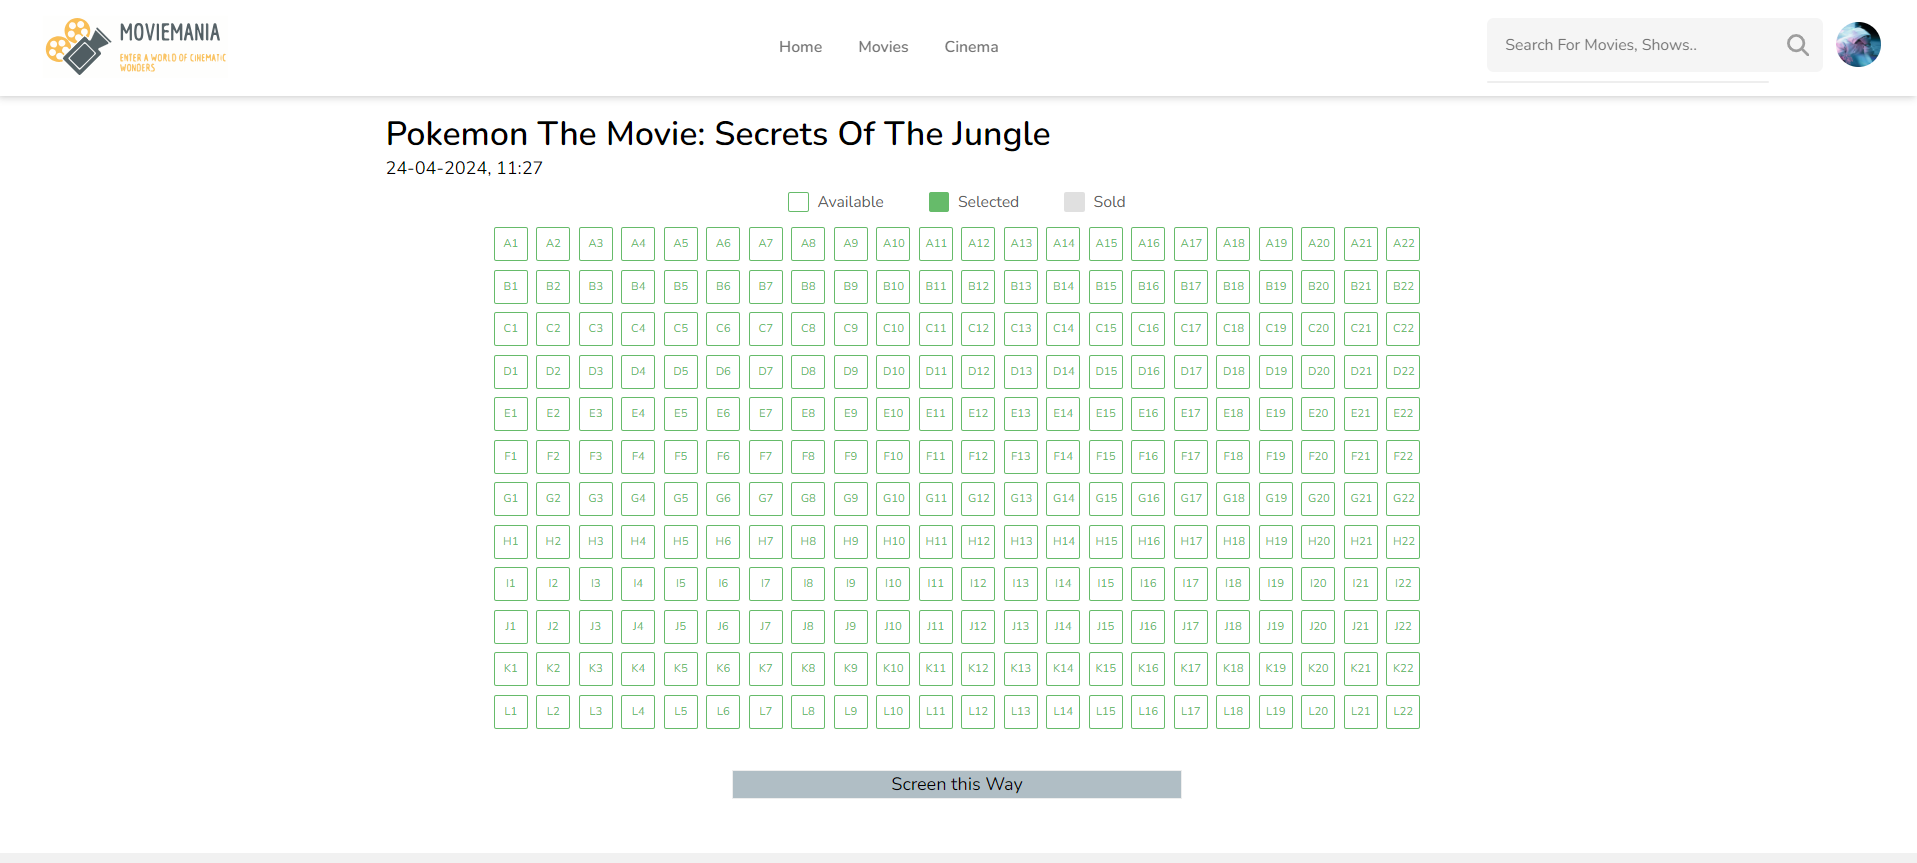 MOVIEMANIA
ENTER A WORLD OF CINEMATIC
WONDERS
Home Movies Cinema
Search For Movies, Shows..
Pokemon The Movie: Secrets Of The Jungle
24-04-2024, 11:27
Available Selected Sold
A1 A2 A3 A4 A5 A6 A7 A8 A9 A10 A11 A12 A13 A14 A15 A16 A17 A18 A19 A20 A21 A22
B1 B2 B3 B4 B5 B6 B7 B8 B9 B10 B11 B12 B13 B14 B15 B16 B17 B18 B19 B20 B21 B22
C1 C2 C3 C4 C5 C6 C7 C8 C9 C10 C11 C12 C13 C14 C15 C16 C17 C18 C19 C20 C21 C22
D1 D2 D3 D4 D5 D6 D7 D8 D9 D10 D11 D12 D13 D14 D15 D16 D17 D18 D19 D20 D21 D22
E1 E2 E3 E4 E5 E6 E7 E8 E9 E10 E11 E12 E13 E14 E15 E16 E17 E18 E19 E20 E21 E22
F1 F2 F3 F4 F5 F6 F7 F8 F9 F10 F11 F12 F13 F14 F15 F16 F17 F18 F19 F20 F21 F22
G1 G2 G3 G4 G5 G6 G7 G8 G9 G10 G11 G12 G13 G14 G15 G16 G17 G18 G19 G20 G21 G22
H1 H2 H3 H4 H5 H6 H7 H8 H9 H10 H11 H12 H13 H14 H15 H16 H17 H18 H19 H20 H21 H22
I1 I2 I3 I4 I5 I6 I7 I8 I9 I10 I11 I12 I13 I14 I15 I16 I17 I18 I19 I20 I21 I22
J1 J2 J3 J4 J5 J6 J7 J8 J9 J10 J11 J12 J13 J14 J15 J16 J17 J18 J19 J20 J21 J22
K1 K2 K3 K4 K5 K6 K7 K8 K9 K10 K11 K12 K13 K14 K15 K16 K17 K18 K19 K20 K21 K22
L1 L2 L3 L4 L5 L6 L7 L8 L9 L10 L11 L12 L13 L14 L15 L16 L17 L18 L19 L20 L21 L22
Screen this Way